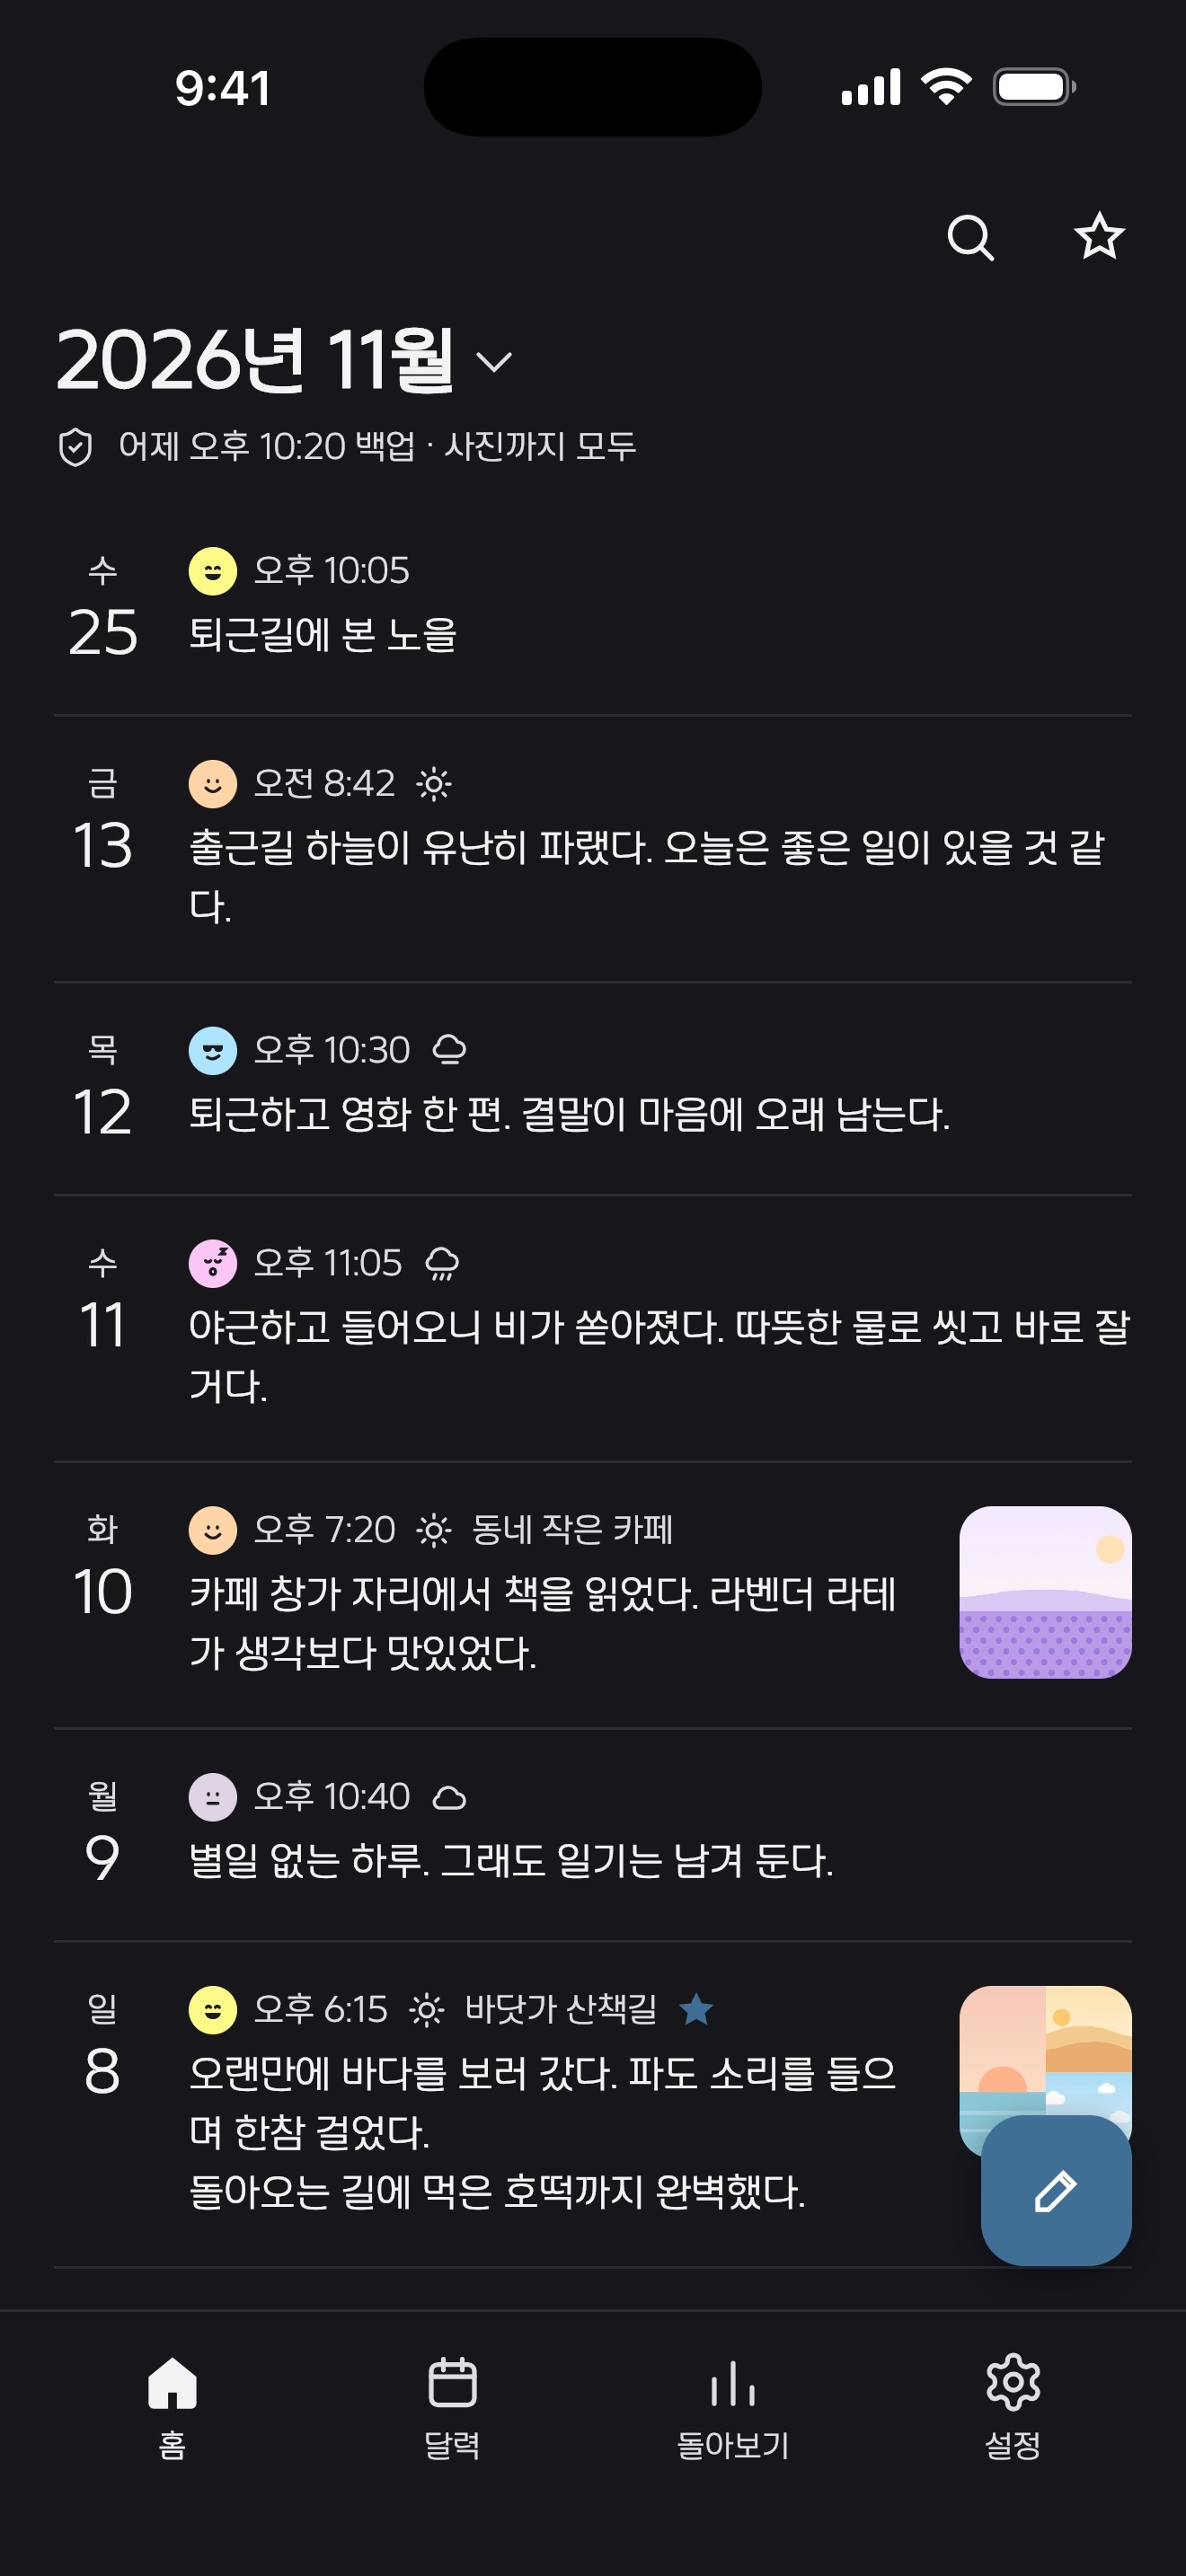 9:41
2026년 11월
어제 오후 10:20 백업 · 사진까지 모두
수
25
오후 10:05
퇴근길에 본 노을
금
13
오전 8:42
출근길 하늘이 유난히 파랬다. 오늘은 좋은 일이 있을 것 같
다.
목
12
오후 10:30
퇴근하고 영화 한 편. 결말이 마음에 오래 남는다.
수
11
오후 11:05
야근하고 들어오니 비가 쏟아졌다. 따뜻한 물로 씻고 바로 잘
거다.
화
10
오후 7:20 동네 작은 카페
카페 창가 자리에서 책을 읽었다. 라벤더 라테
가 생각보다 맛있었다.
월
9
오후 10:40
별일 없는 하루. 그래도 일기는 남겨 둔다.
일
8
오후 6:15 바닷가 산책길
오랜만에 바다를 보러 갔다. 파도 소리를 들으
며 한참 걸었다.
돌아오는 길에 먹은 호떡까지 완벽했다.
홈
달력
돌아보기
설정